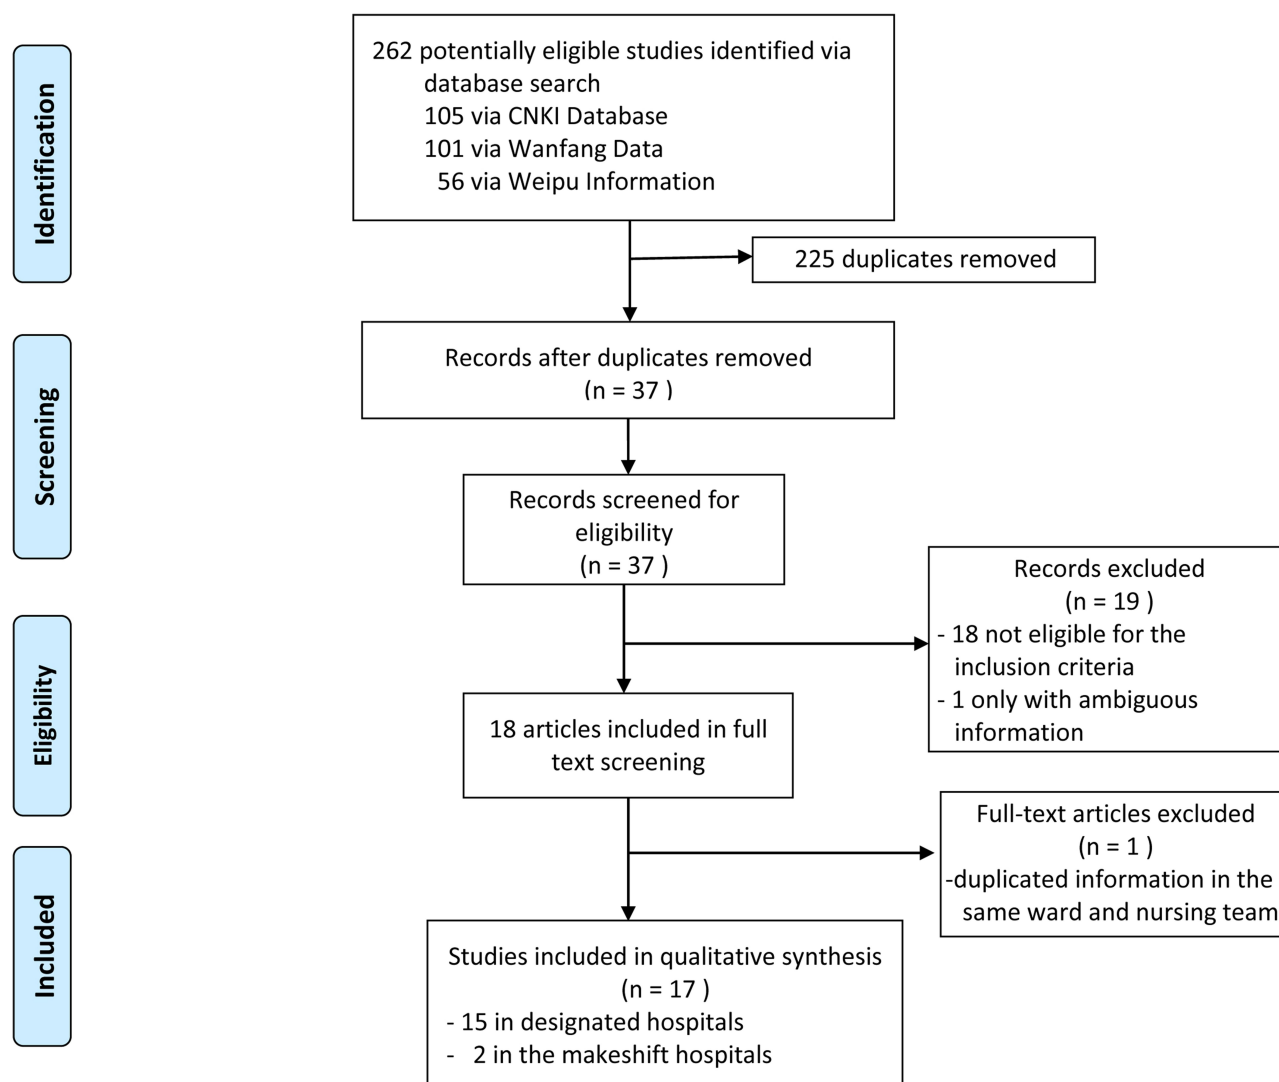 Identification
262 potentially eligible studies identified via
database search
105 via CNKI Database
101 via Wanfang Data
56 via Weipu Information
225 duplicates removed
Screening
Records after duplicates removed
(n = 37 )
Records screened for
eligibility
(n = 37 )
Records excluded
(n = 19 )
- 18 not eligible for the
inclusion criteria
- 1 only with ambiguous
information
Eligibility
18 articles included in full
text screening
Full-text articles excluded
(n = 1 )
-duplicated information in the
same ward and nursing team
Included
Studies included in qualitative synthesis
(n = 17 )
- 15 in designated hospitals
- 2 in the makeshift hospitals